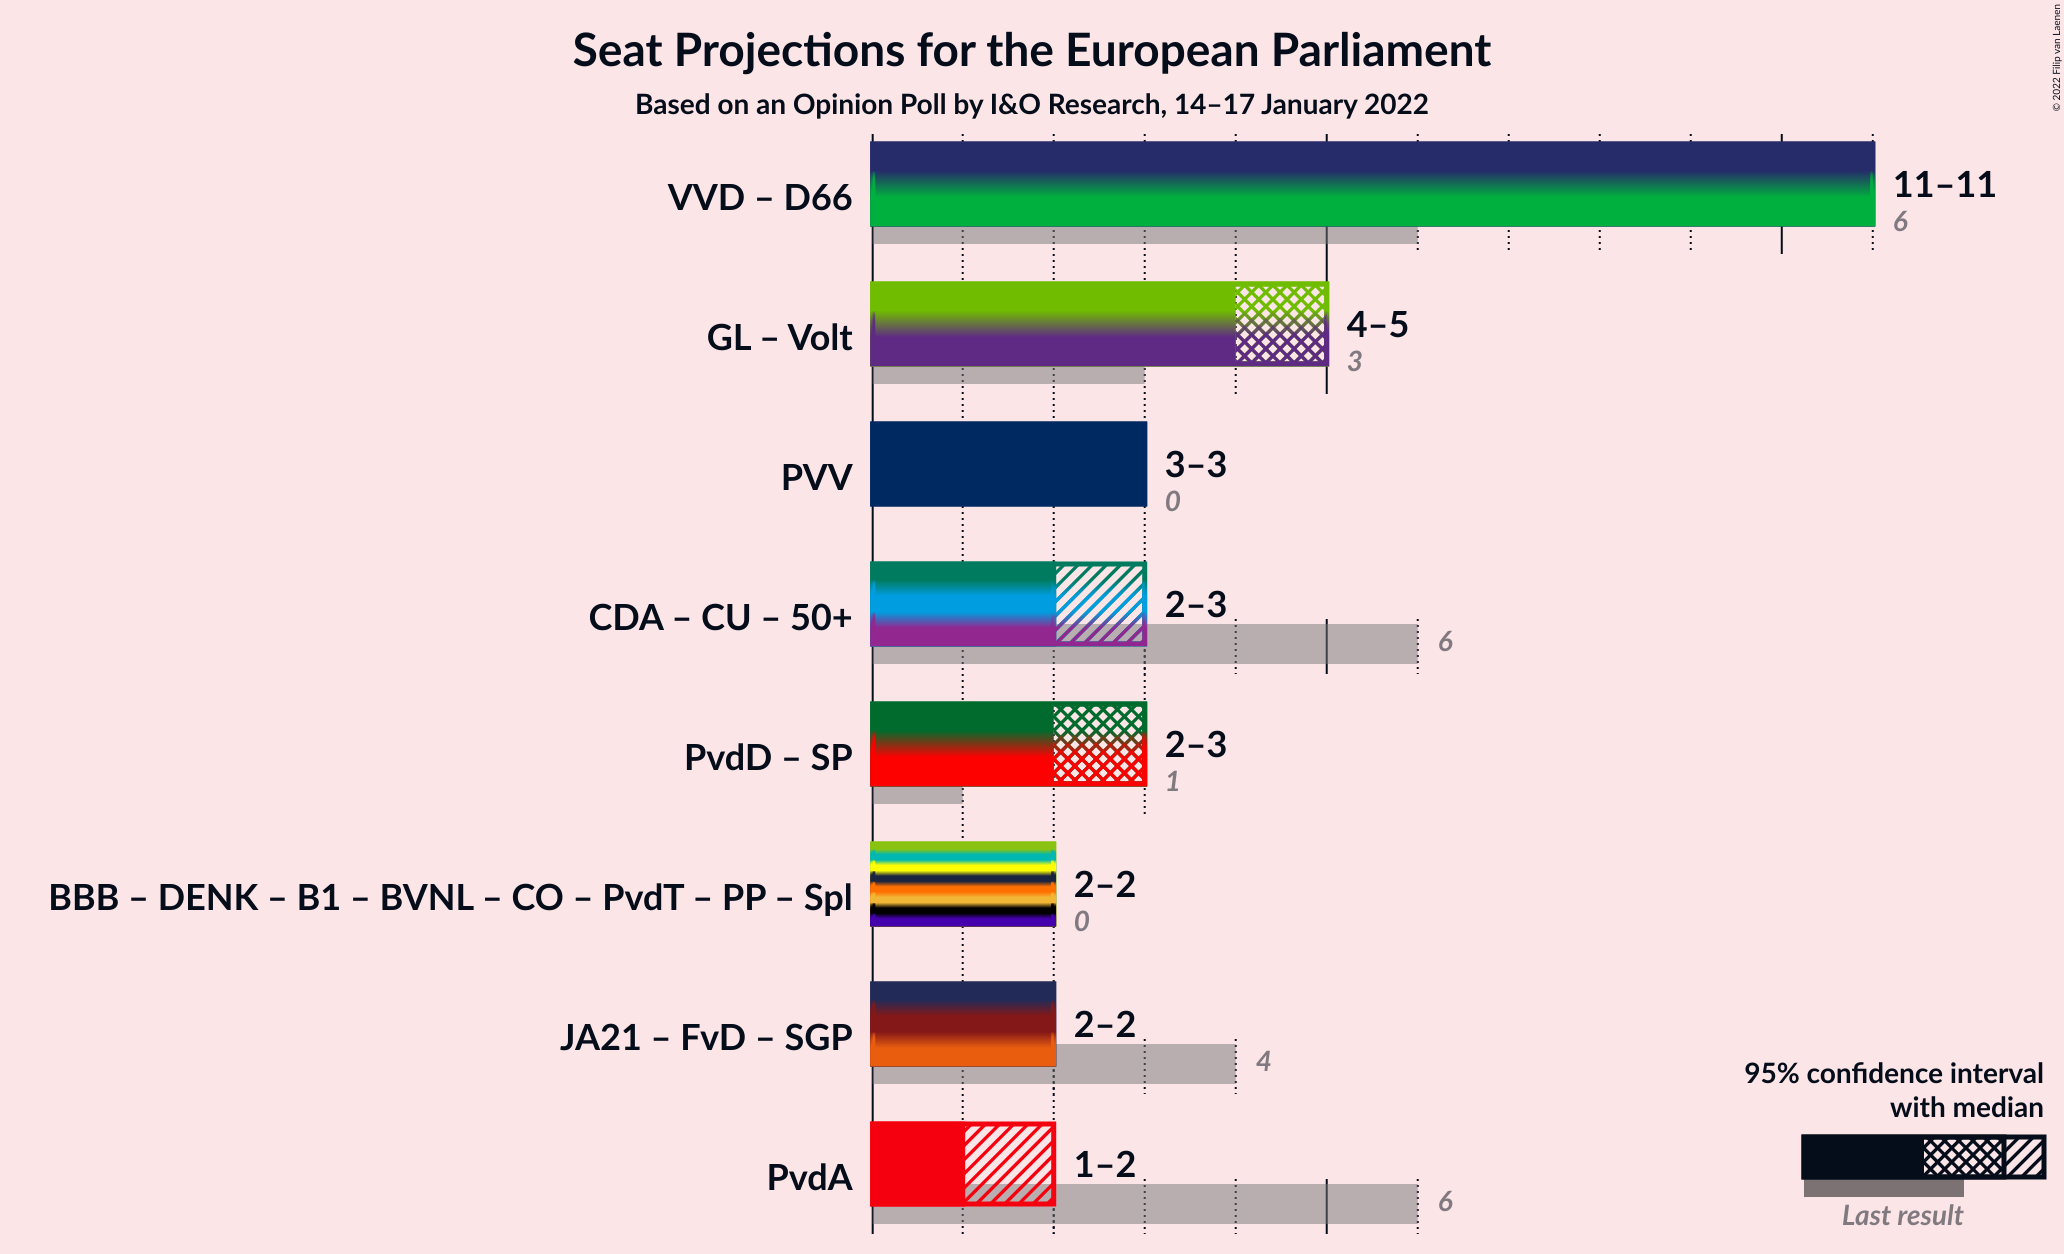 Seat Projections for the European Parliament
Based on an Opinion Poll by I&O Research, 14–17 January 2022
© 2022 Filip van Laenen
VVD – D66
11–11
6
GL – Volt
4–5
3
PVV
3–3
0
CDA – CU – 50+
2–3
6
PvdD – SP
2–3
1
BBB – DENK – B1 – BVNL – CO – PvdT – PP – Spl
2–2
0
JA21 – FvD – SGP
2–2
4
PvdA
1–2
6
95% confidence interval
with median
Last result